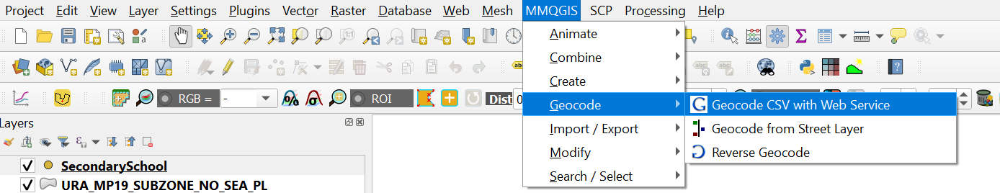 Project Edit View Layer Settings Plugins Vector Raster Database Web Mesh MMQGIS SCP Processing Help
Animate
Combine
Create
RGB = - ROI Dist 0
Geocode Geocode CSV with Web Service
Layers
Import / Export Geocode from Street Layer
Modify Reverse Geocode
SecondarySchool
Search / Select
URA_MP19_SUBZONE_NO_SEA_PL